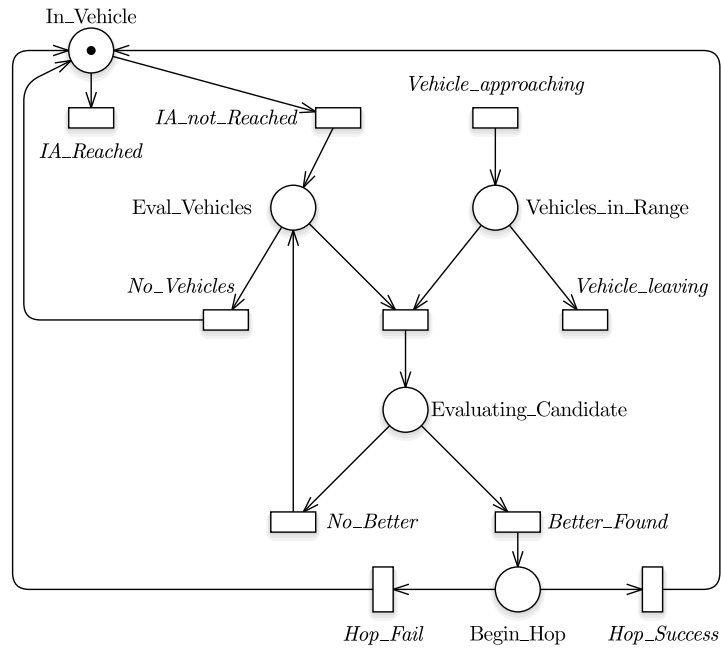 In_Vehicle
Vehicle_approaching
IA_not_Reached
IA_Reached
Eval_Vehicles
Vehicles_in_Range
No_Vehicles
Vehicle_leaving
Evaluating_Candidate
No_Better
Better_Found
Hop_Fail
Begin_Hop
Hop_Success